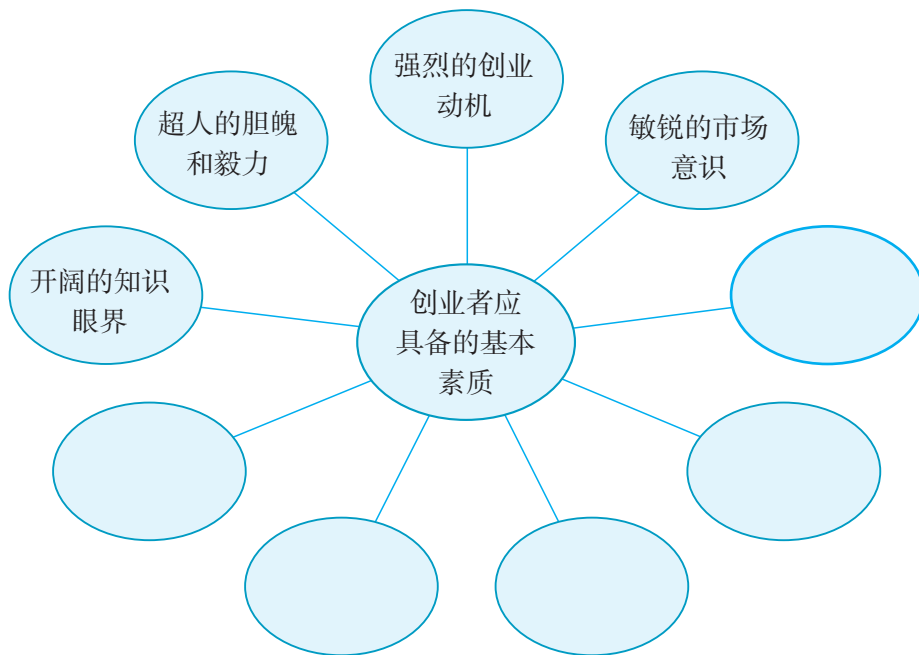 强烈的创业
动机
超人的胆魄
和毅力
敏锐的市场
意识
开阔的知识
眼界
创业者应
具备的基本
素质